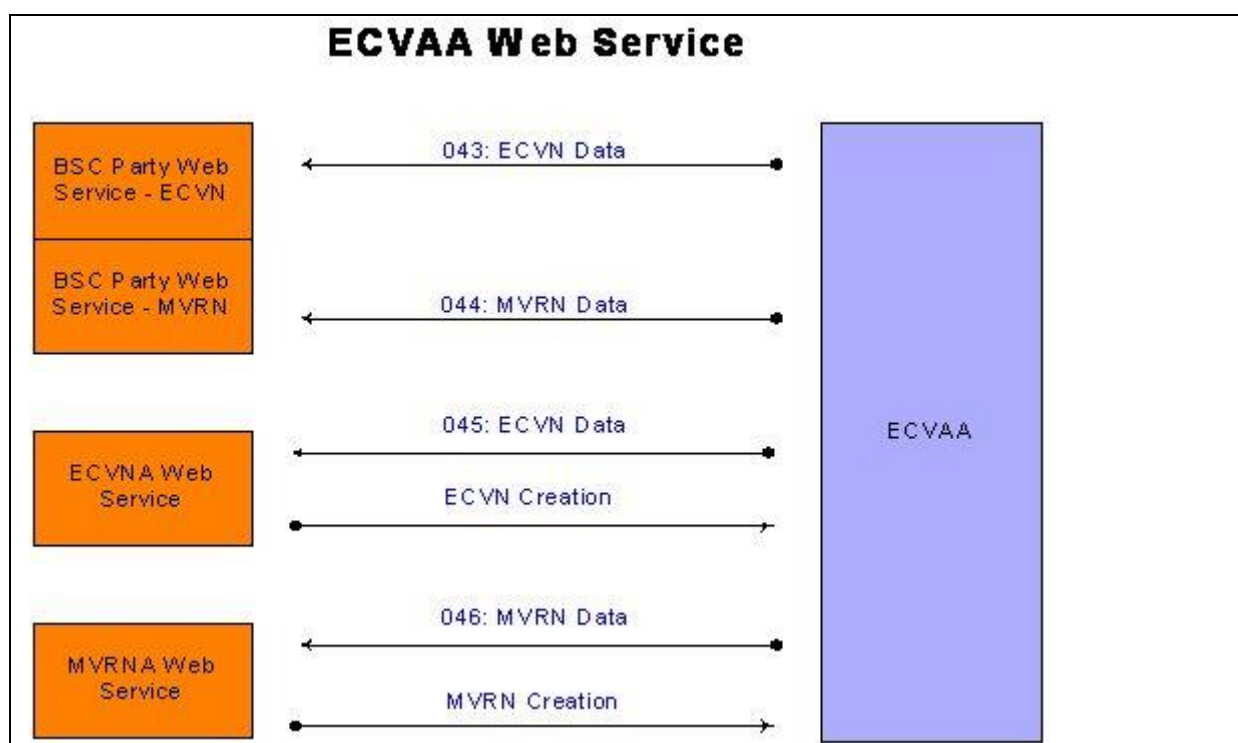 ECVAA Web Service
BSC Party Web
Service - ECVN
043: ECVN Data
BSC Party Web
Service - MVRN
044: MVRN Data
ECVAA
045: ECVN Data
ECVNA Web
Service
ECVN Creation
046: MVRN Data
MVRNA Web
Service
MVRN Creation